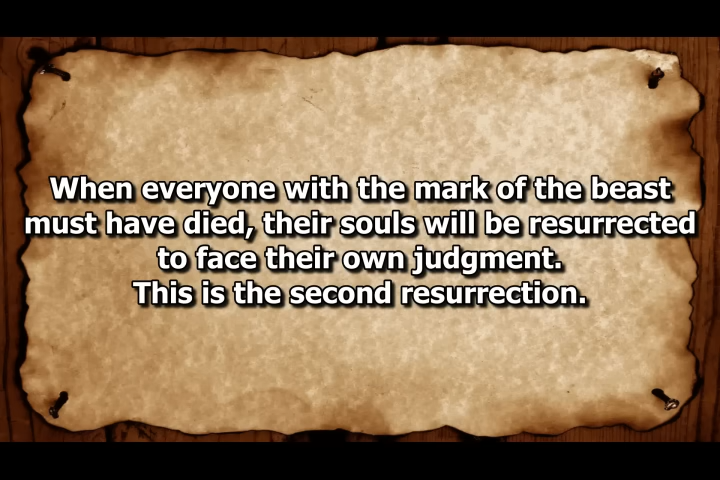 When everyone with the mark of the beast
must have died, their souls will be resurrected
to face their own judgment.
This is the second resurrection.